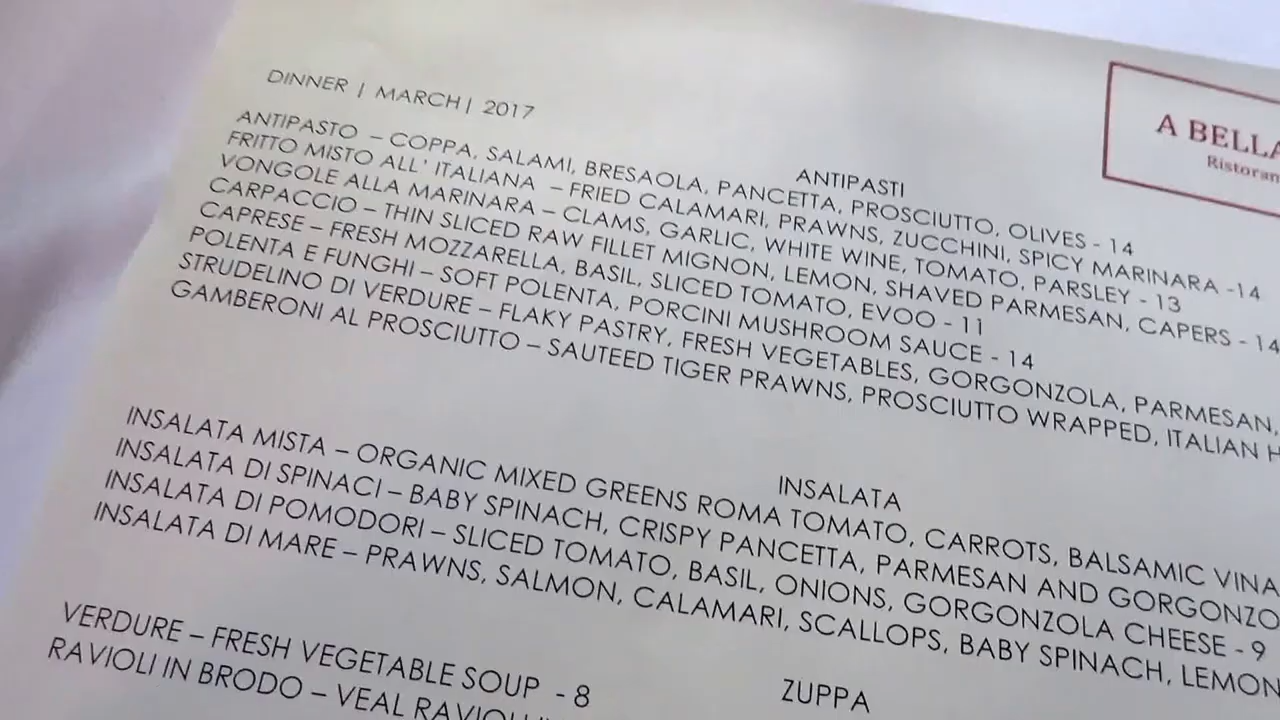 DINNER | MARCH | 2017
A BELLA
Ristoran
ANTIPASTI
ANTIPASTO – COPPA, SALAMI, BRESAOLA, PANCETTA, PROSCIUTTO, OLIVES - 14
FRITTO MISTO ALL' ITALIANA – FRIED CALAMARI, PRAWNS, ZUCCHINI, SPICY MARINARA -14
VONGOLE ALLA MARINARA – CLAMS, GARLIC, WHITE WINE, TOMATO, PARSLEY - 13
CARPACCIO – THIN SLICED RAW FILLET MIGNON, LEMON, SHAVED PARMESAN, CAPERS - 14
CAPRESE – FRESH MOZZARELLA, BASIL, SLICED TOMATO, EVOO - 11
POLENTA E FUNGHI – SOFT POLENTA, PORCINI MUSHROOM SAUCE - 14
STRUDELINO DI VERDURE – FLAKY PASTRY, FRESH VEGETABLES, GORGONZOLA, PARMESAN,
GAMBERONI AL PROSCIUTTO – SAUTEED TIGER PRAWNS, PROSCIUTTO WRAPPED, ITALIAN H
INSALATA
INSALATA MISTA – ORGANIC MIXED GREENS ROMA TOMATO, CARROTS, BALSAMIC VINA
INSALATA DI SPINACI – BABY SPINACH, CRISPY PANCETTA, PARMESAN AND GORGONZO
INSALATA DI POMODORI – SLICED TOMATO, BASIL, ONIONS, GORGONZOLA CHEESE - 9
INSALATA DI MARE – PRAWNS, SALMON, CALAMARI, SCALLOPS, BABY SPINACH, LEMON
ZUPPA
VERDURE – FRESH VEGETABLE SOUP - 8
RAVIOLI IN BRODO – VEAL RAVIOLI